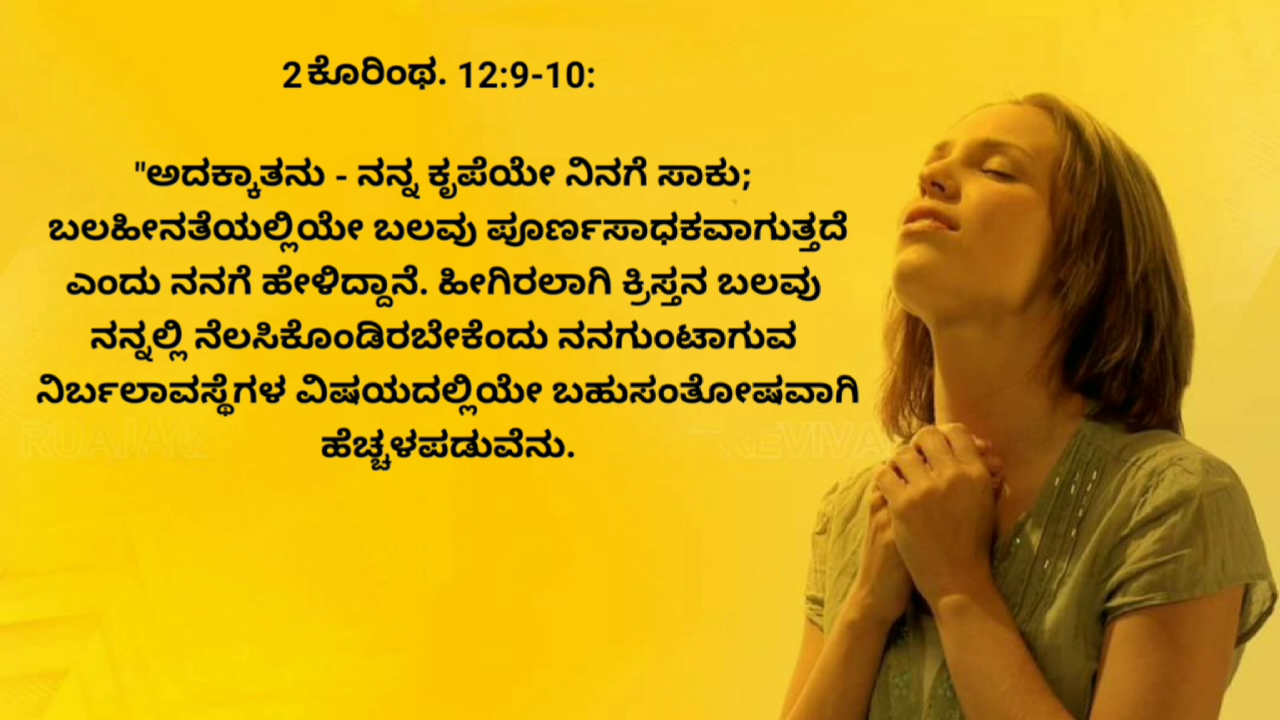 2 ಕೊರಿಂಥ. 12:9-10:
"ಅದಕ್ಕಾತನು - ನನ್ನ ಕೃಪೆಯೇ ನಿನಗೆ ಸಾಕು;
ಬಲಹೀನತೆಯಲ್ಲಿಯೇ ಬಲವು ಪೂರ್ಣಸಾಧಕವಾಗುತ್ತದೆ
ಎಂದು ನನಗೆ ಹೇಳಿದ್ದಾನೆ. ಹೀಗಿರಲಾಗಿ ಕ್ರಿಸ್ತನ ಬಲವು
ನನ್ನಲ್ಲಿ ನೆಲಸಿಕೊಂಡಿರಬೇಕೆಂದು ನನಗುಂಟಾಗುವ
ನಿರ್ಬಲಾವಸ್ಥೆಗಳ ವಿಷಯದಲ್ಲಿಯೇ ಬಹುಸಂತೋಷವಾಗಿ
ಹೆಚ್ಚಳಪಡುವೆನು.